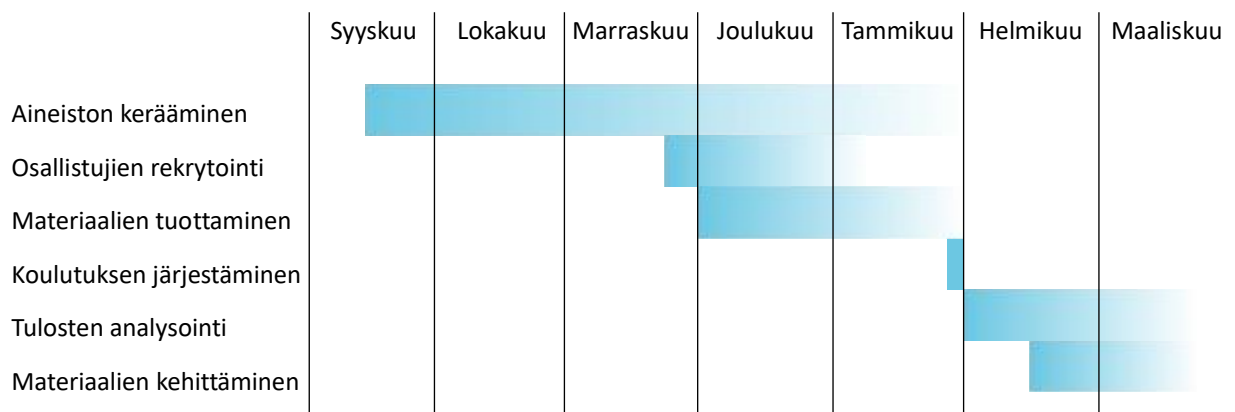 Syyskuu Lokakuu Marraskuu Joulukuu Tammikuu Helmikuu Maaliskuu
Aineiston kerääminen
Osallistujien rekrytointi
Materiaalien tuottaminen
Koulutuksen järjestäminen
Tulosten analysointi
Materiaalien kehittäminen